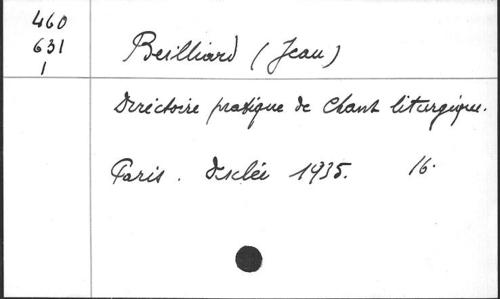 460
631
1
Beilliard (Jean)
Directoire pratique de Chant liturgique.
Paris. Desclée 1935. 16.